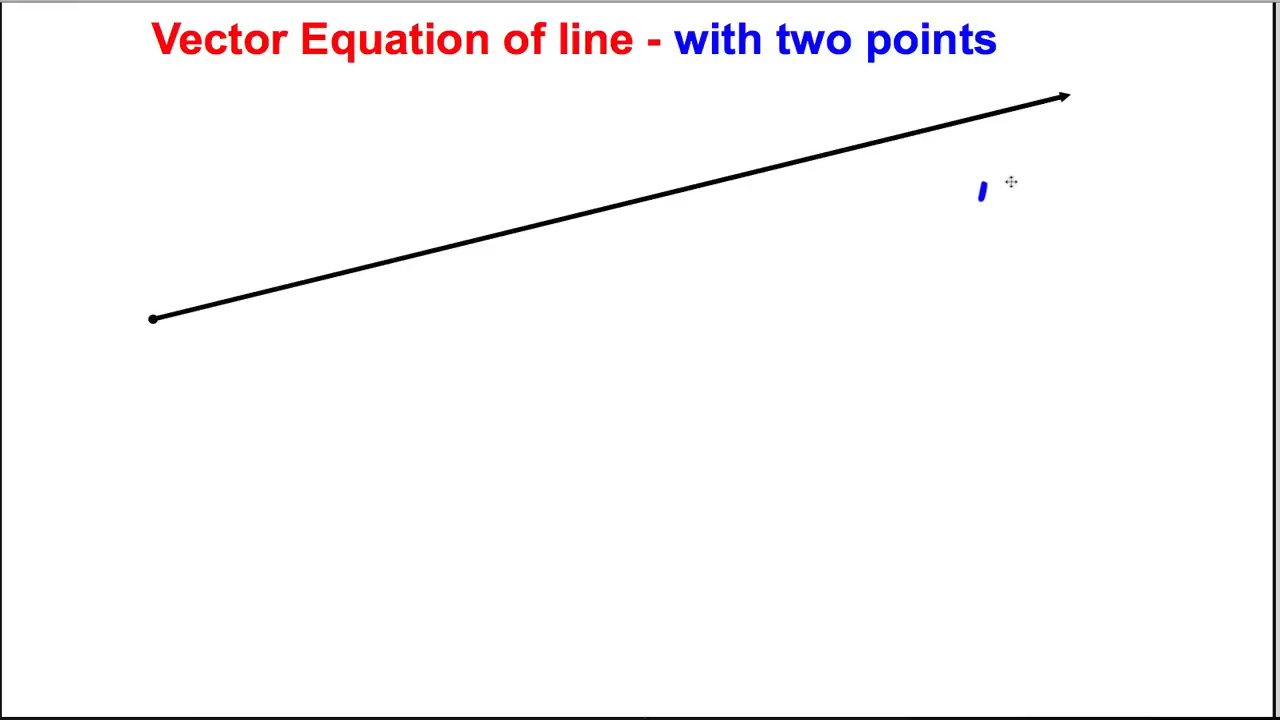 Vector Equation of line - with two points